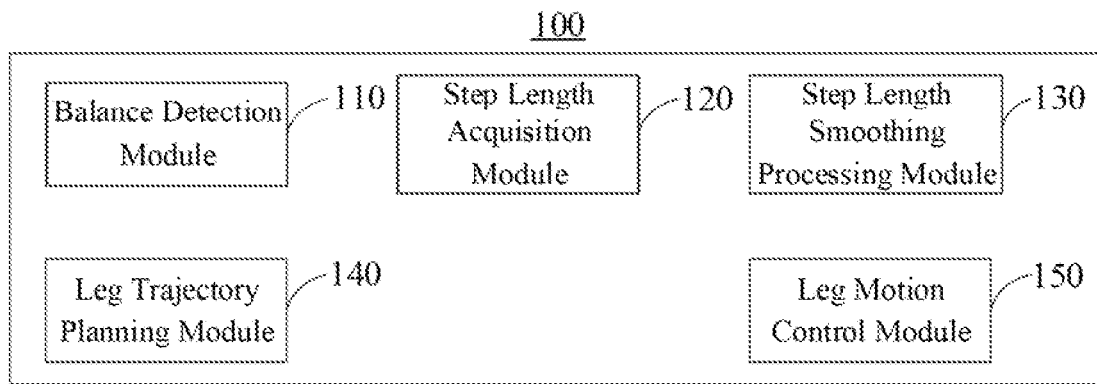 100
Balance Detection
Module
110
Step Length
Acquisition
Module
120
Step Length
Smoothing
Processing Module
130
Leg Trajectory
Planning Module
140
Leg Motion
Control Module
150